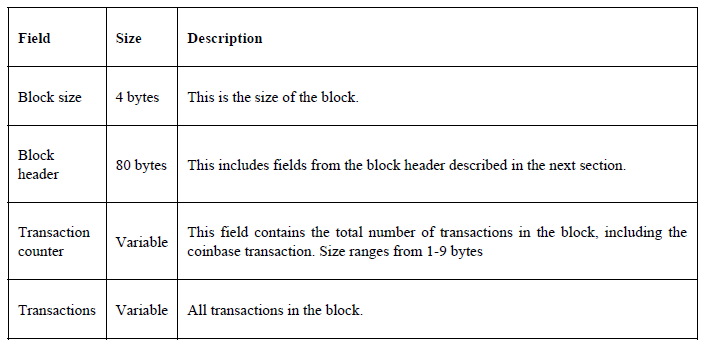 Field Size Description
Block size 4 bytes This is the size of the block.
Block
header 80 bytes This includes fields from the block header described in the next section.
Transaction
counter Variable This field contains the total number of transactions in the block, including the
coinbase transaction. Size ranges from 1-9 bytes
Transactions Variable All transactions in the block.